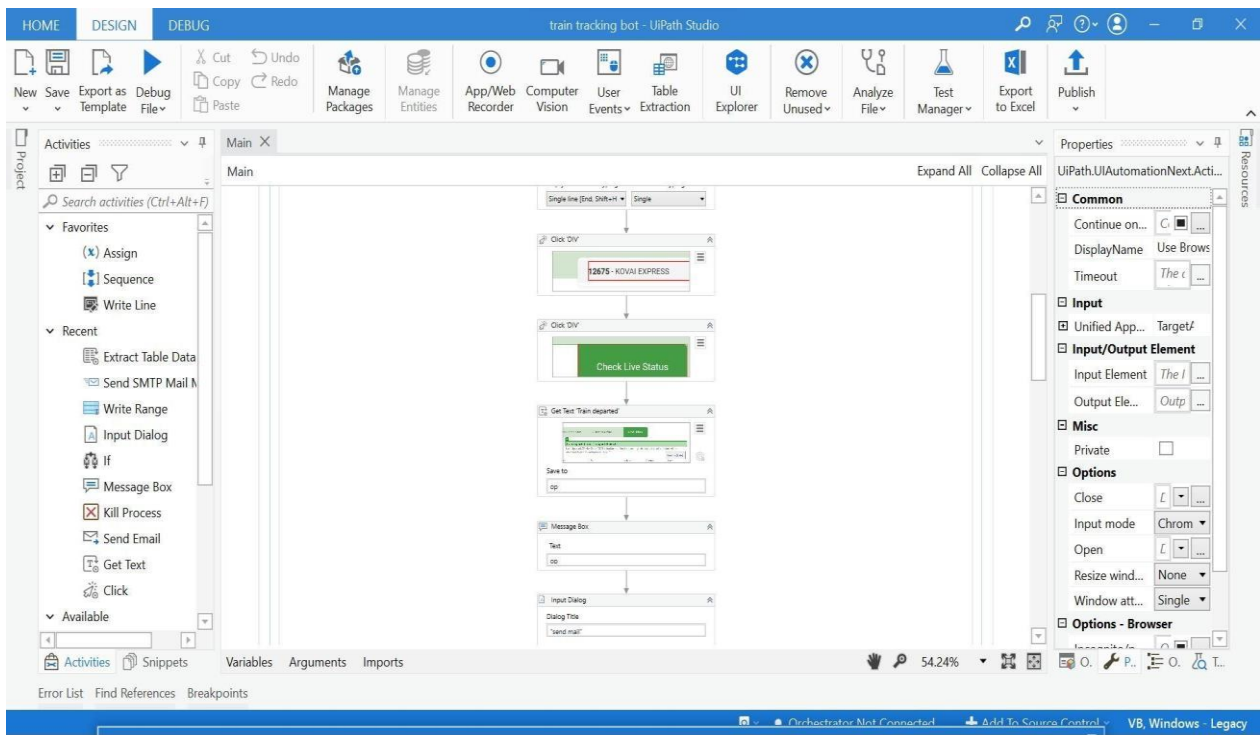 HOME DESIGN DEBUG train tracking bot - UiPath Studio
New Save Export as Template Debug File Cut Copy Paste Undo Redo Manage Packages Manage Entities App/Web Recorder Computer Vision User Events Table Extraction UI Explorer Remove Unused Analyze File Test Manager Export to Excel Publish
Project
Activities
Search activities (Ctrl+Alt+F)
Favorites
Assign
Sequence
Write Line
Recent
Extract Table Data
Send SMTP Mail M
Write Range
Input Dialog
If
Message Box
Kill Process
Send Email
Get Text
Click
Available
Activities Snippets
Main
Main Expand All Collapse All
Single line [End, Shift+H Single
Click 'DIV'
12675 - KOVAI EXPRESS
Click 'DIV'
Check Live Status
Get Text 'Train departed'
Save to
op
Message Box
Text
op
Input Dialog
Dialog Title
"send mail"
Variables Arguments Imports 54.24%
Properties
UiPath.UIAutomationNext.Acti...
Common
Continue on... ...
DisplayName Use Brows
Timeout The c ...
Input
Unified App... TargetA
Input/Output Element
Input Element The I ...
Output Ele... Outp ...
Misc
Private
Options
Close ...
Input mode Chrom
Open ...
Resize wind... None
Window att... Single
Options - Browser
O. P.. O. T...
Resources
Error List Find References Breakpoints
Orchestrator Not Connected Add To Source Control VB, Windows - Legacy